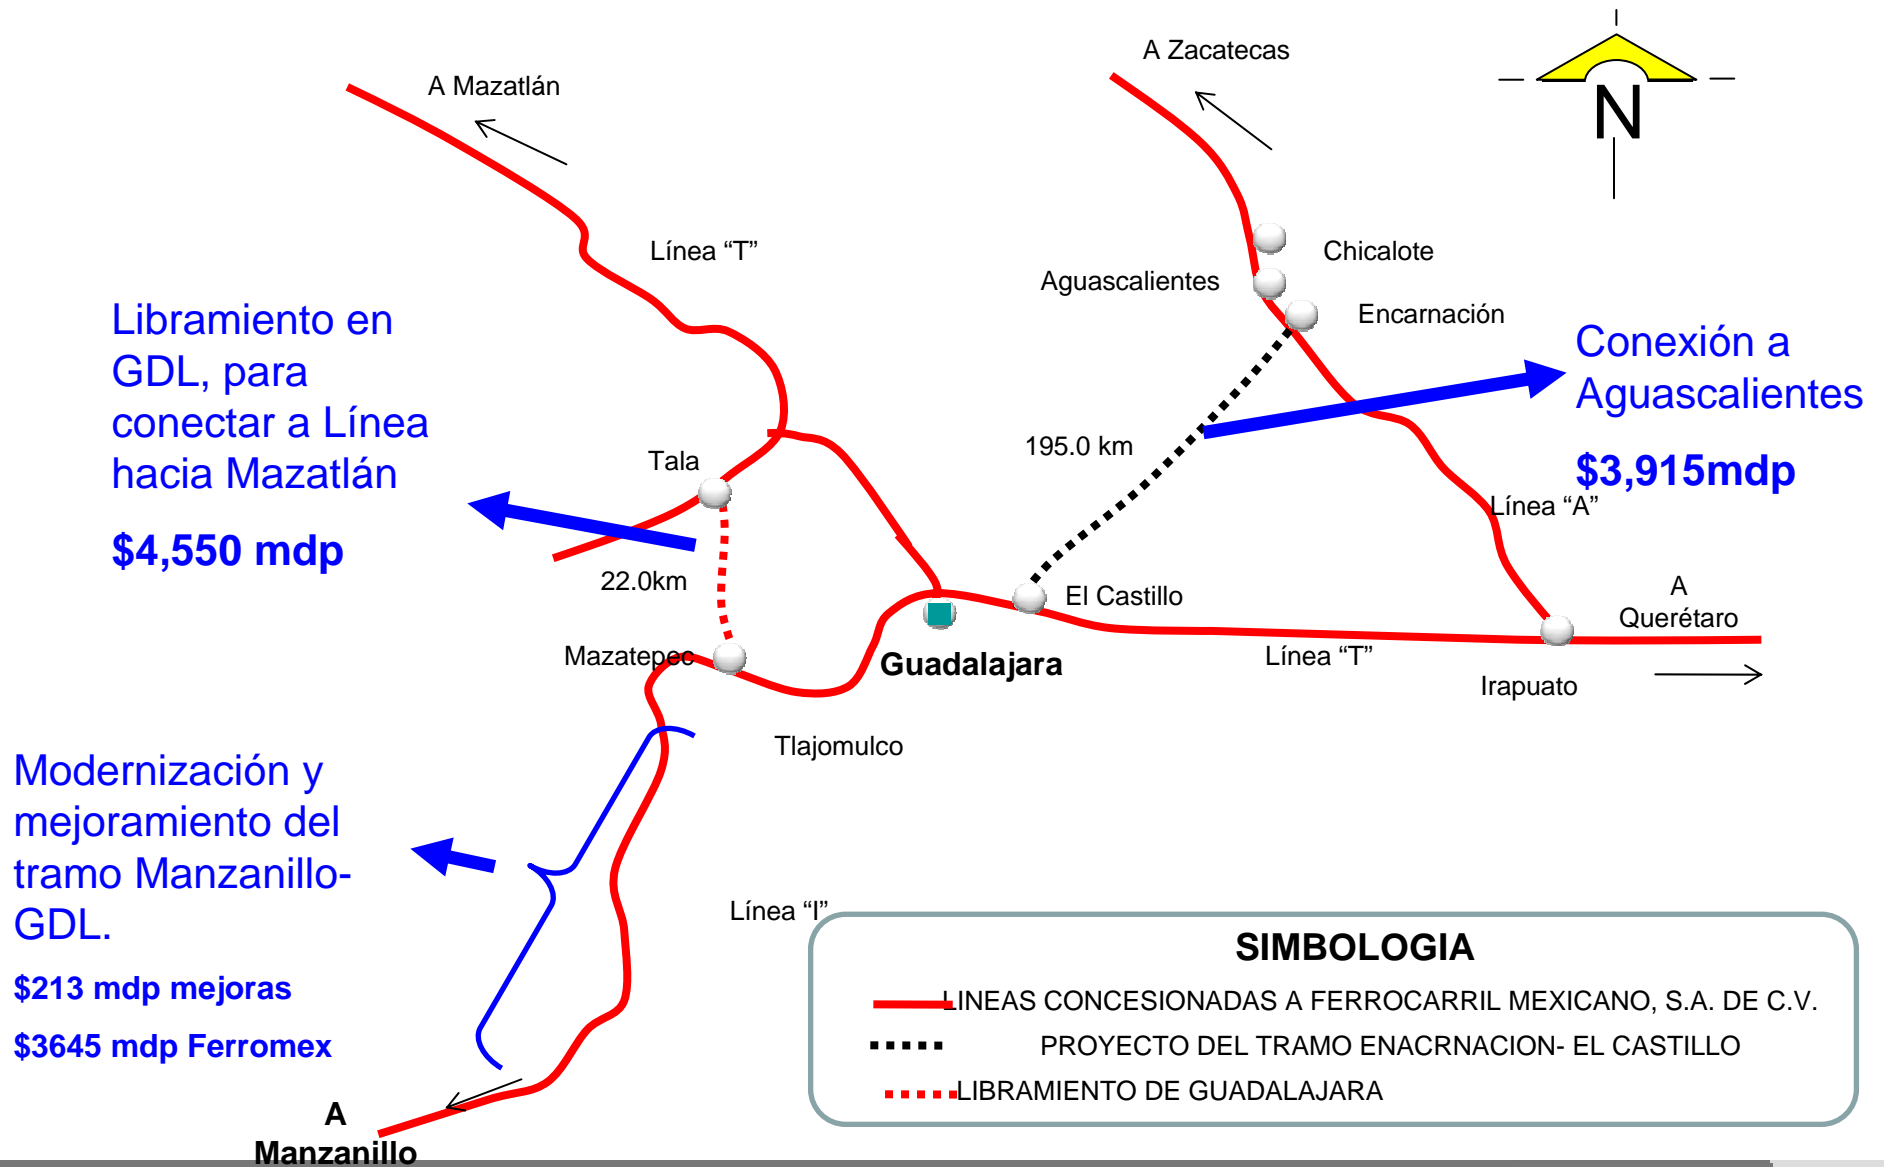 A Zacatecas
A Mazatlán
N
Línea “T”
Chicalote
Aguascalientes
Encarnación
Libramiento en
GDL, para
conectar a Línea
hacia Mazatlán
$4,550 mdp
Conexión a
Aguascalientes
$3,915mdp
195.0 km
Tala
Línea “A”
22.0km
El Castillo
A
Querétaro
Mazatepec
Guadalajara
Línea “T”
Irapuato
Tlajomulco
Modernización y
mejoramiento del
tramo Manzanillo-
GDL.
$213 mdp mejoras
$3645 mdp Ferromex
Línea “I”
A
Manzanillo
SIMBOLOGIA
LINEAS CONCESIONADAS A FERROCARRIL MEXICANO, S.A. DE C.V.
PROYECTO DEL TRAMO ENACRNACION- EL CASTILLO
LIBRAMIENTO DE GUADALAJARA